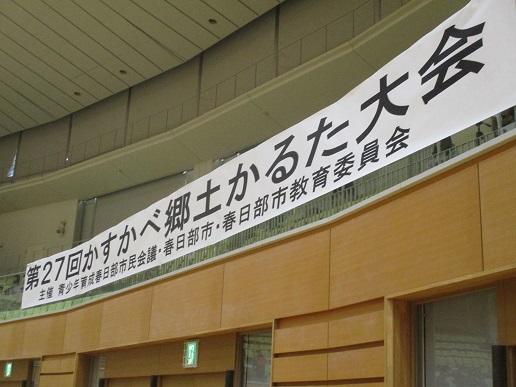 第27回かすかべ郷土かるた大会
主催 青少年育成春日部市民会議・春日部市・春日部市教育委員会